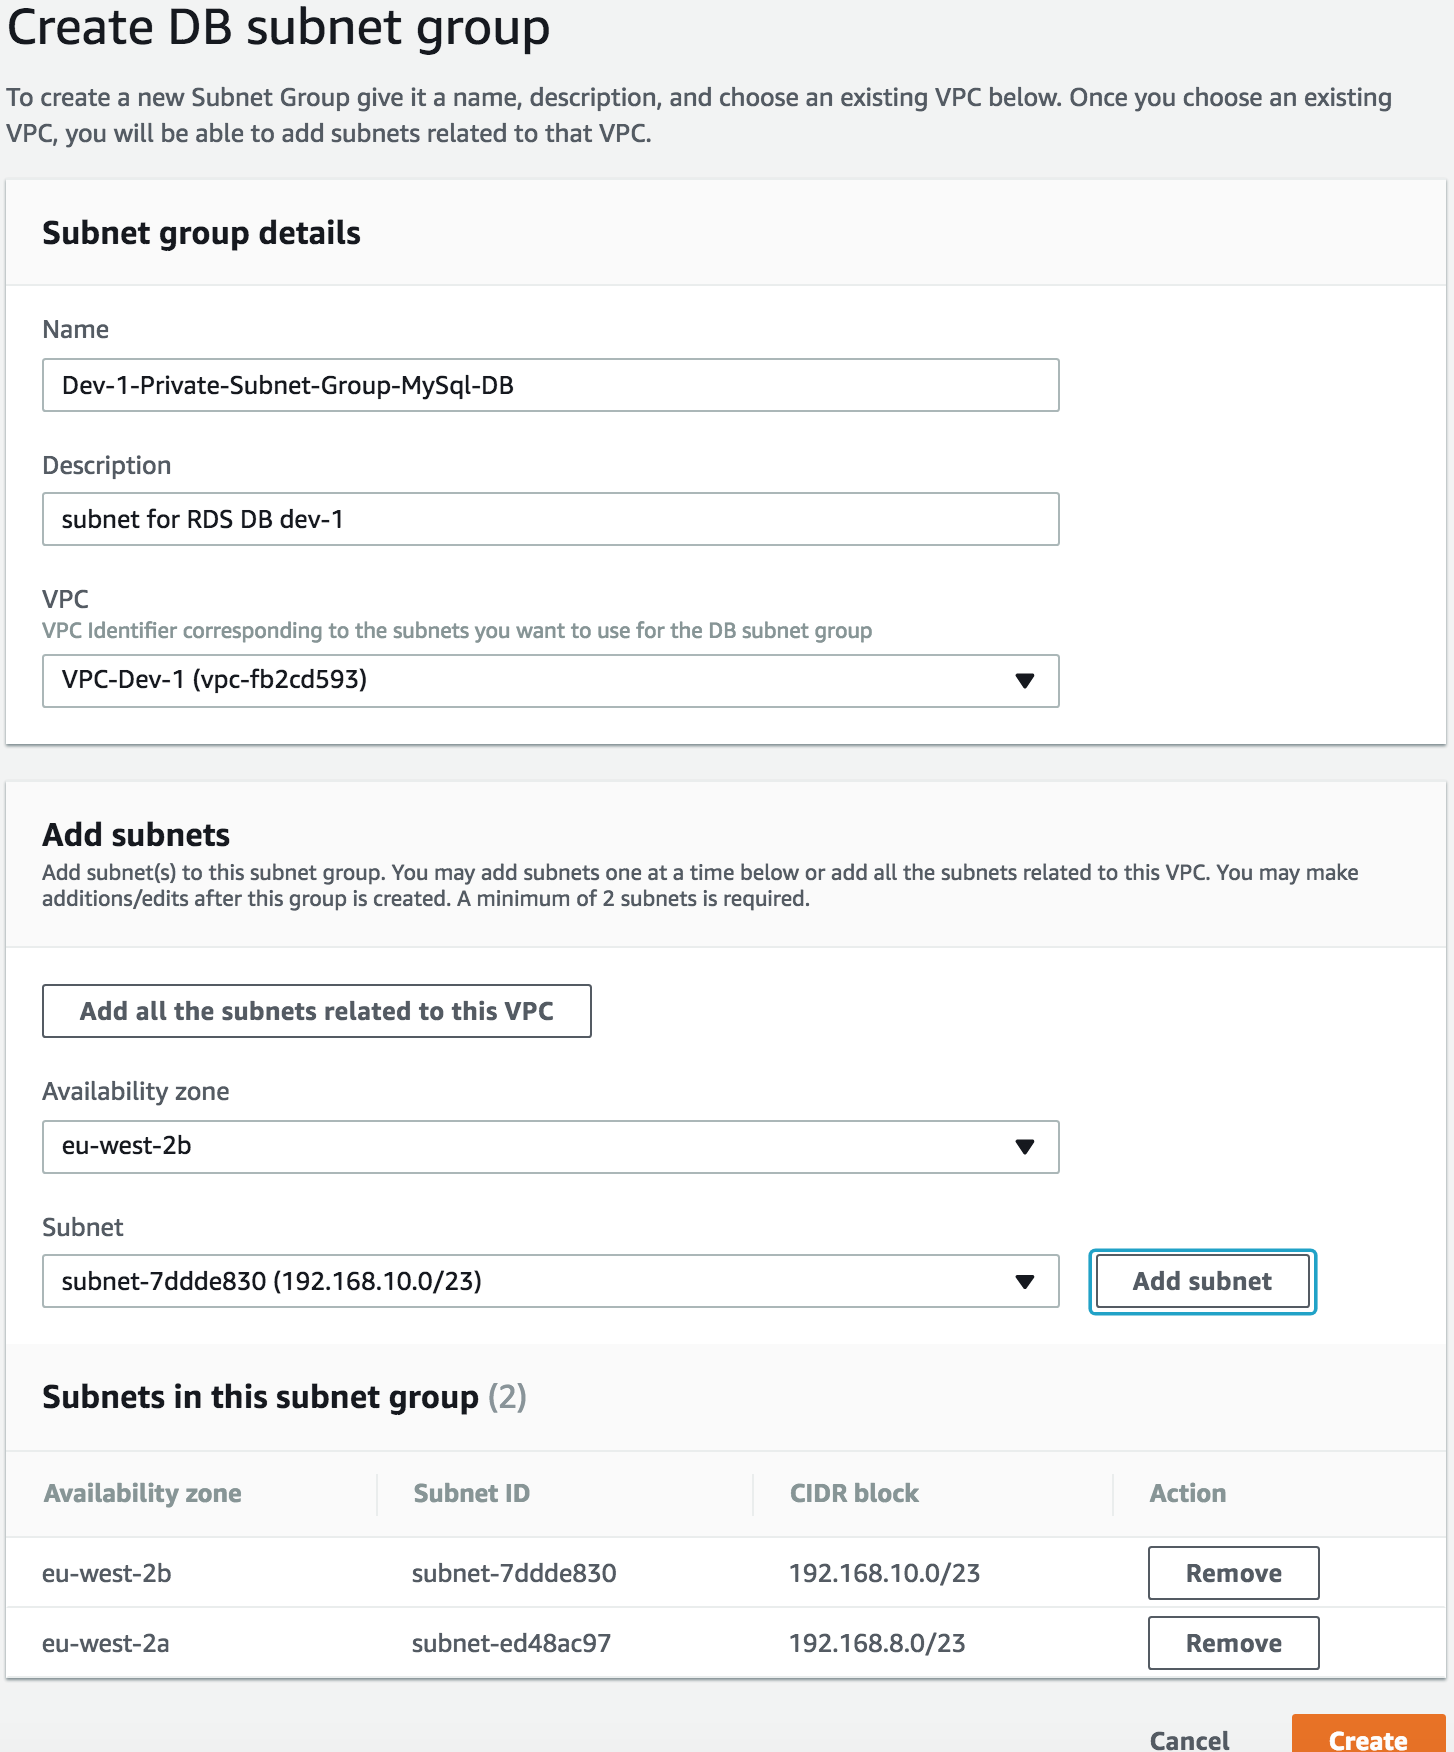 Create DB subnet group
To create a new Subnet Group give it a name, description, and choose an existing VPC below. Once you choose an existing
VPC, you will be able to add subnets related to that VPC.
Subnet group details
Name
Dev-1-Private-Subnet-Group-MySql-DB
Description
subnet for RDS DB dev-1
VPC
VPC Identifier corresponding to the subnets you want to use for the DB subnet group
VPC-Dev-1 (vpc-fb2cd593)
Add subnets
Add subnet(s) to this subnet group. You may add subnets one at a time below or add all the subnets related to this VPC. You may make
additions/edits after this group is created. A minimum of 2 subnets is required.
Add all the subnets related to this VPC
Availability zone
eu-west-2b
Subnet
subnet-7ddde830 (192.168.10.0/23)
Add subnet
Subnets in this subnet group (2)
Availability zone Subnet ID CIDR block Action
eu-west-2b subnet-7ddde830 192.168.10.0/23 Remove
eu-west-2a subnet-ed48ac97 192.168.8.0/23 Remove
Cancel Create